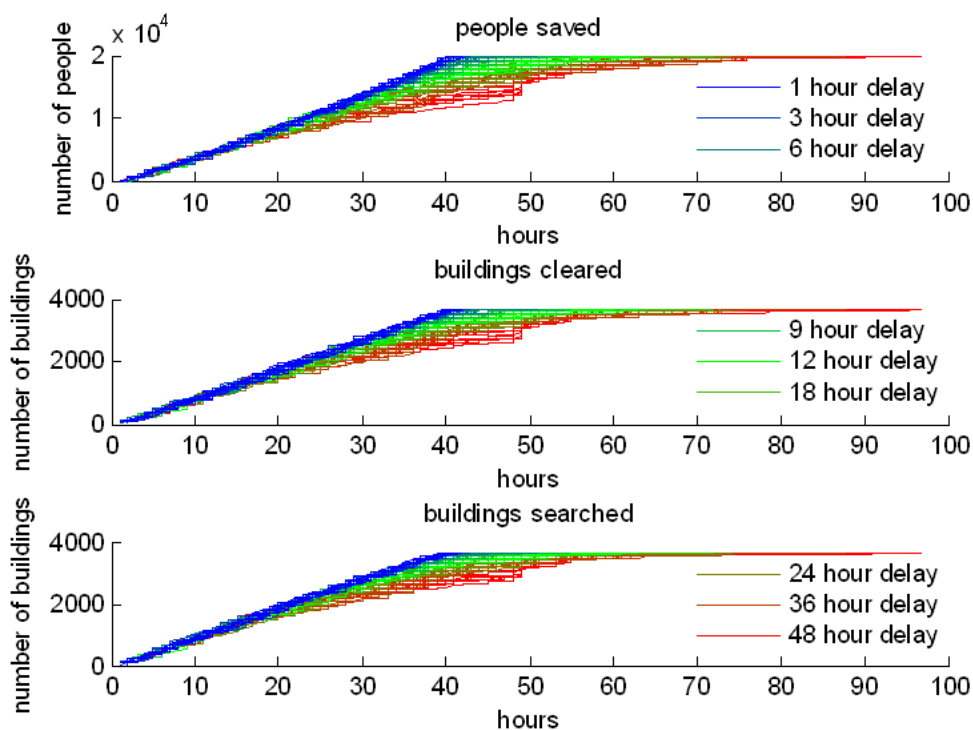 x 10^4
people saved
number of people
2
1
0
1 hour delay
3 hour delay
6 hour delay
0 10 20 30 40 50 60 70 80 90 100
hours
buildings cleared
number of buildings
4000
2000
0
9 hour delay
12 hour delay
18 hour delay
0 10 20 30 40 50 60 70 80 90 100
hours
buildings searched
number of buildings
4000
2000
0
24 hour delay
36 hour delay
48 hour delay
0 10 20 30 40 50 60 70 80 90 100
hours